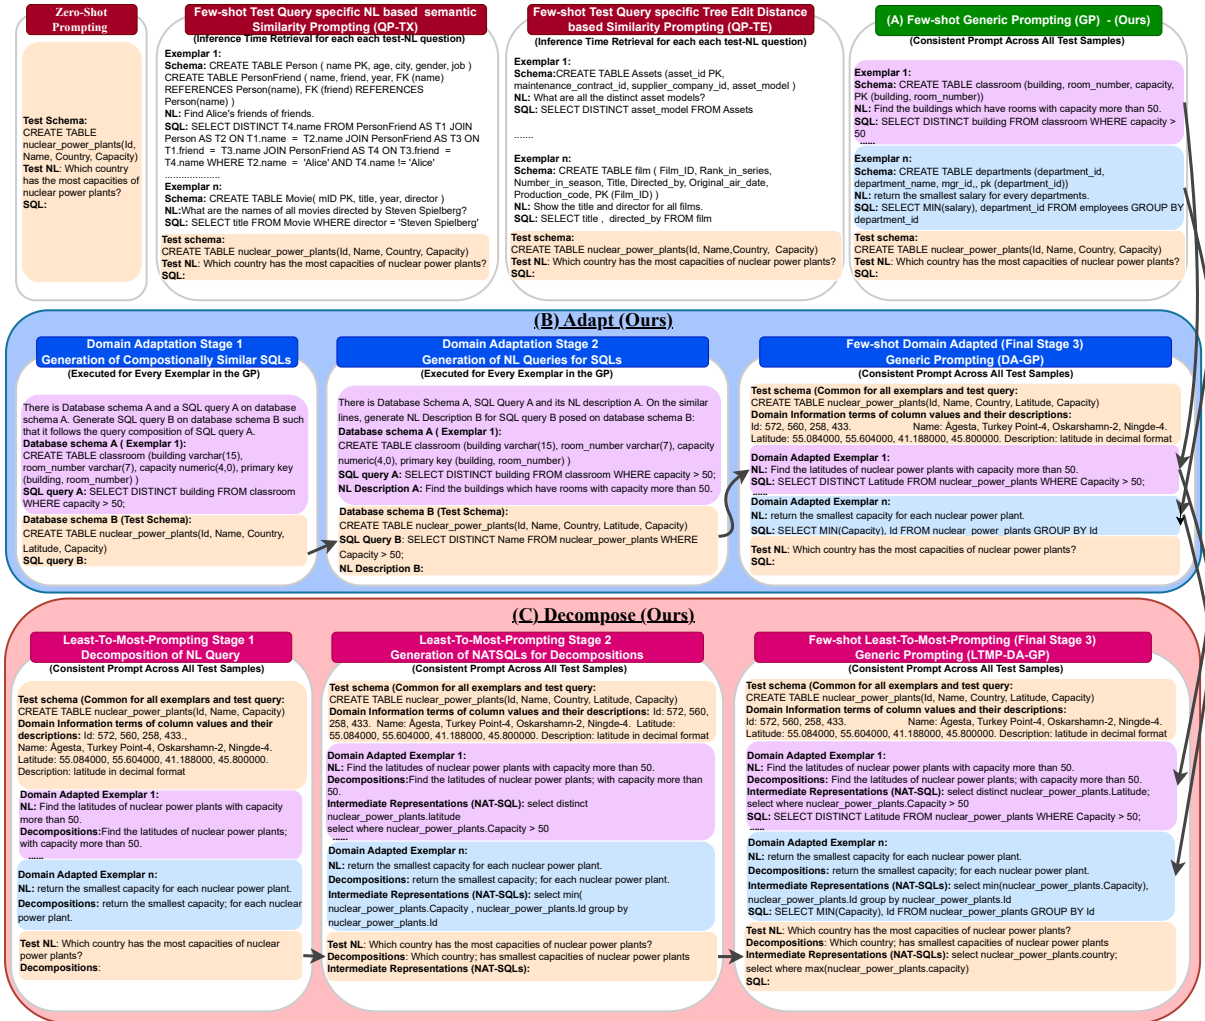 Zero-Shot
Prompting
Test Schema:
CREATE TABLE
nuclear_power_plants(Id,
Name, Country, Capacity)
Test NL: Which country
has the most capacities of
nuclear power plants?
SQL:
Few-shot Test Query specific NL based  semantic
Similarity Prompting (QP-TX)
(Inference Time Retrieval for each each test-NL question)
Exemplar 1:
Schema: CREATE TABLE Person ( name PK, age, city, gender, job )
CREATE TABLE PersonFriend ( name, friend, year, FK (name)
REFERENCES Person(name), FK (friend) REFERENCES
Person(name) )
NL: Find Alice's friends of friends.
SQL: SELECT DISTINCT T4.name FROM PersonFriend AS T1 JOIN
Person AS T2 ON T1.name  =  T2.name JOIN PersonFriend AS T3 ON
T1.friend  =  T3.name JOIN PersonFriend AS T4 ON T3.friend  =
T4.name WHERE T2.name  =  'Alice' AND T4.name != 'Alice'
....................
Exemplar n:
Schema: CREATE TABLE Movie( mID PK, title, year, director )
NL:What are the names of all movies directed by Steven Spielberg?
SQL: SELECT title FROM Movie WHERE director = 'Steven Spielberg'
Test schema:
CREATE TABLE nuclear_power_plants(Id, Name, Country, Capacity)
Test NL: Which country has the most capacities of nuclear power plants?
SQL:
Few-shot Test Query specific Tree Edit Distance
based Similarity Prompting (QP-TE)
(Inference Time Retrieval for each each test-NL question)
Exemplar 1:
Schema:CREATE TABLE Assets (asset_id PK,
maintenance_contract_id, supplier_company_id, asset_model )
NL: What are all the distinct asset models?
SQL: SELECT DISTINCT asset_model FROM Assets
.......
Exemplar n:
Schema: CREATE TABLE film ( Film_ID, Rank_in_series,
Number_in_season, Title, Directed_by, Original_air_date,
Production_code, PK (Film_ID) )
NL: Show the title and director for all films.
SQL: SELECT title ,  directed_by FROM film
Test schema:
CREATE TABLE nuclear_power_plants(Id, Name,Country,  Capacity)
Test NL: Which country has the most capacities of nuclear power plants?
SQL:
(A) Few-shot Generic Prompting (GP)  - (Ours)
(Consistent Prompt Across All Test Samples)
Exemplar 1:
Schema: CREATE TABLE classroom (building, room_number, capacity,
PK (building, room_number))
NL: Find the buildings which have rooms with capacity more than 50.
SQL: SELECT DISTINCT building FROM classroom WHERE capacity >
50
......
Exemplar n:
Schema: CREATE TABLE departments (department_id,
department_name, mgr_id,, pk (department_id))
NL: return the smallest salary for every departments.
SQL: SELECT MIN(salary), department_id FROM employees GROUP BY
department_id
Test schema:
CREATE TABLE nuclear_power_plants(Id, Name, Country, Capacity)
Test NL: Which country has the most capacities of nuclear power plants?
SQL:
(B) Adapt (Ours)
Domain Adaptation Stage 1
Generation of Compostionally Similar SQLs
(Executed for Every Exemplar in the GP)
There is Database schema A and a SQL query A on database
schema A. Generate SQL query B on database schema B such
that it follows the query composition of SQL query A.
Database schema A ( Exemplar 1):
CREATE TABLE classroom (building varchar(15),
room_number varchar(7), capacity numeric(4,0), primary key
(building, room_number) )
SQL query A: SELECT DISTINCT building FROM classroom
WHERE capacity > 50;
Database schema B (Test Schema):
CREATE TABLE nuclear_power_plants(Id, Name, Country,
Latitude, Capacity)
SQL query B:
Domain Adaptation Stage 2
Generation of NL Queries for SQLs
(Executed for Every Exemplar in the GP)
There is Database Schema A, SQL Query A and its NL description A. On the similar
lines, generate NL Description B for SQL query B posed on database schema B:
Database schema A ( Exemplar 1):
CREATE TABLE classroom (building varchar(15), room_number varchar(7), capacity
numeric(4,0), primary key (building, room_number) )
SQL query A: SELECT DISTINCT building FROM classroom WHERE capacity > 50;
NL Description A: Find the buildings which have rooms with capacity more than 50.
Database schema B (Test Schema):
CREATE TABLE nuclear_power_plants(Id, Name, Country, Latitude, Capacity)
SQL Query B: SELECT DISTINCT Name FROM nuclear_power_plants WHERE
Capacity > 50;
NL Description B:
Few-shot Domain Adapted (Final Stage 3)
Generic Prompting (DA-GP)
(Consistent Prompt Across All Test Samples)
Test schema (Common for all exemplars and test query:
CREATE TABLE nuclear_power_plants(Id, Name, Country, Latitude, Capacity)
Domain Information terms of column values and their descriptions:
Id: 572, 560, 258, 433.   Name: Ågesta, Turkey Point-4, Oskarshamn-2, Ningde-4.
Latitude: 55.084000, 55.604000, 41.188000, 45.800000. Description: latitude in decimal format
Domain Adapted Exemplar 1:
NL: Find the latitudes of nuclear power plants with capacity more than 50.
SQL: SELECT DISTINCT Latitude FROM nuclear_power_plants WHERE Capacity > 50;
......
Domain Adapted Exemplar n:
NL: return the smallest capacity for each nuclear power plant.
SQL: SELECT MIN(Capacity), Id FROM nuclear_power_plants GROUP BY Id
Test NL: Which country has the most capacities of nuclear power plants?
SQL:
(C) Decompose (Ours)
Least-To-Most-Prompting Stage 1
Decomposition of NL Query
(Consistent Prompt Across All Test Samples)
Test schema (Common for all exemplars and test query:
CREATE TABLE nuclear_power_plants(Id, Name, Capacity)
Domain Information terms of column values and their
descriptions: Id: 572, 560, 258, 433.,
Name: Ågesta, Turkey Point-4, Oskarshamn-2, Ningde-4.
Latitude: 55.084000, 55.604000, 41.188000, 45.800000.
Description: latitude in decimal format
Domain Adapted Exemplar 1:
NL: Find the latitudes of nuclear power plants with capacity
more than 50.
Decompositions:Find the latitudes of nuclear power plants;
with capacity more than 50.
......
Domain Adapted Exemplar n:
NL: return the smallest capacity for each nuclear power plant.
Decompositions: return the smallest capacity; for each nuclear
power plant.
Test NL: Which country has the most capacities of nuclear
power plants?
Decompositions:
Least-To-Most-Prompting Stage 2
Generation of NATSQLs for Decompositions
(Consistent Prompt Across All Test Samples)
Test schema (Common for all exemplars and test query:
CREATE TABLE nuclear_power_plants(Id, Name, Country, Latitude, Capacity)
Domain Information terms of column values and their descriptions: Id: 572, 560,
258, 433.  Name: Ågesta, Turkey Point-4, Oskarshamn-2, Ningde-4.  Latitude:
55.084000, 55.604000, 41.188000, 45.800000. Description: latitude in decimal format
Domain Adapted Exemplar 1:
NL: Find the latitudes of nuclear power plants with capacity more than 50.
Decompositions:Find the latitudes of nuclear power plants; with capacity more than
50.
Intermediate Representations (NAT-SQL): select distinct
nuclear_power_plants.latitude
select where nuclear_power_plants.Capacity > 50
......
Domain Adapted Exemplar n:
NL: return the smallest capacity for each nuclear power plant.
Decompositions: return the smallest capacity; for each nuclear power plant.
Intermediate Representations (NAT-SQLs): select min(
nuclear_power_plants.Capacity , nuclear_power_plants.Id group by
nuclear_power_plants.Id
Test NL: Which country has the most capacities of nuclear power plants?
Decompositions: Which country; has smallest capacities of nuclear power plants
Intermediate Representations (NAT-SQLs):
Few-shot Least-To-Most-Prompting (Final Stage 3)
Generic Prompting (LTMP-DA-GP)
(Consistent Prompt Across All Test Samples)
Test schema (Common for all exemplars and test query:
CREATE TABLE nuclear_power_plants(Id, Name, Country, Latitude, Capacity)
Domain Information terms of column values and their descriptions:
Id: 572, 560, 258, 433.   Name: Ågesta, Turkey Point-4, Oskarshamn-2, Ningde-4.
Latitude: 55.084000, 55.604000, 41.188000, 45.800000. Description: latitude in decimal format
Domain Adapted Exemplar 1:
NL: Find the latitudes of nuclear power plants with capacity more than 50.
Decompositions: Find the latitudes of nuclear power plants; with capacity more than 50.
Intermediate Representations (NAT-SQL): select distinct nuclear_power_plants.Latitude;
select where nuclear_power_plants.Capacity > 50
SQL: SELECT DISTINCT Latitude FROM nuclear_power_plants WHERE Capacity > 50;
......
Domain Adapted Exemplar n:
NL: return the smallest capacity for each nuclear power plant.
Decompositions: return the smallest capacity; for each nuclear power plant.
Intermediate Representations (NAT-SQLs): select min(nuclear_power_plants.Capacity),
nuclear_power_plants.Id group by nuclear_power_plants.Id
SQL: SELECT MIN(Capacity), Id FROM nuclear_power_plants GROUP BY Id
Test NL: Which country has the most capacities of nuclear power plants?
Decompositions: Which country; has smallest capacities of nuclear power plants
Intermediate Representations (NAT-SQLs): select nuclear_power_plants.country;
select where max(nuclear_power_plants.capacity)
SQL: